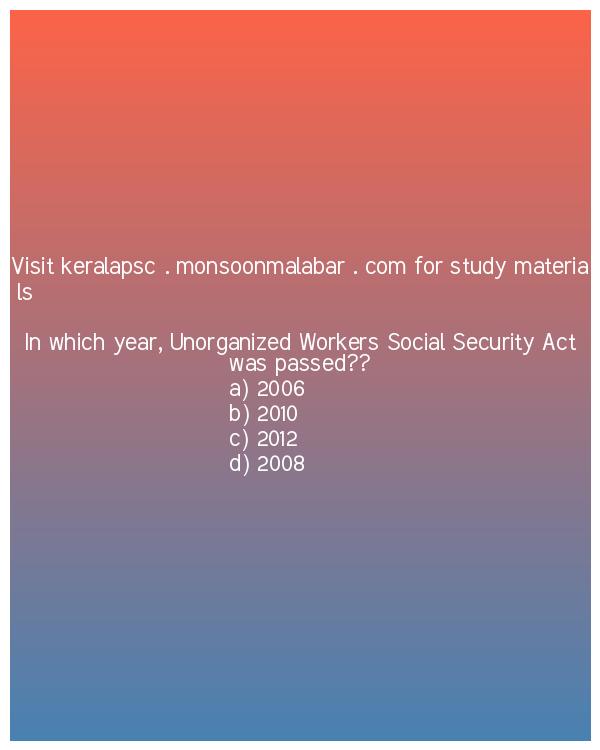 Visit keralapsc . monsoonmalabar . com for study materia
ls
In which year, Unorganized Workers Social Security Act
was passed??
a) 2006
b) 2010
c) 2012
d) 2008